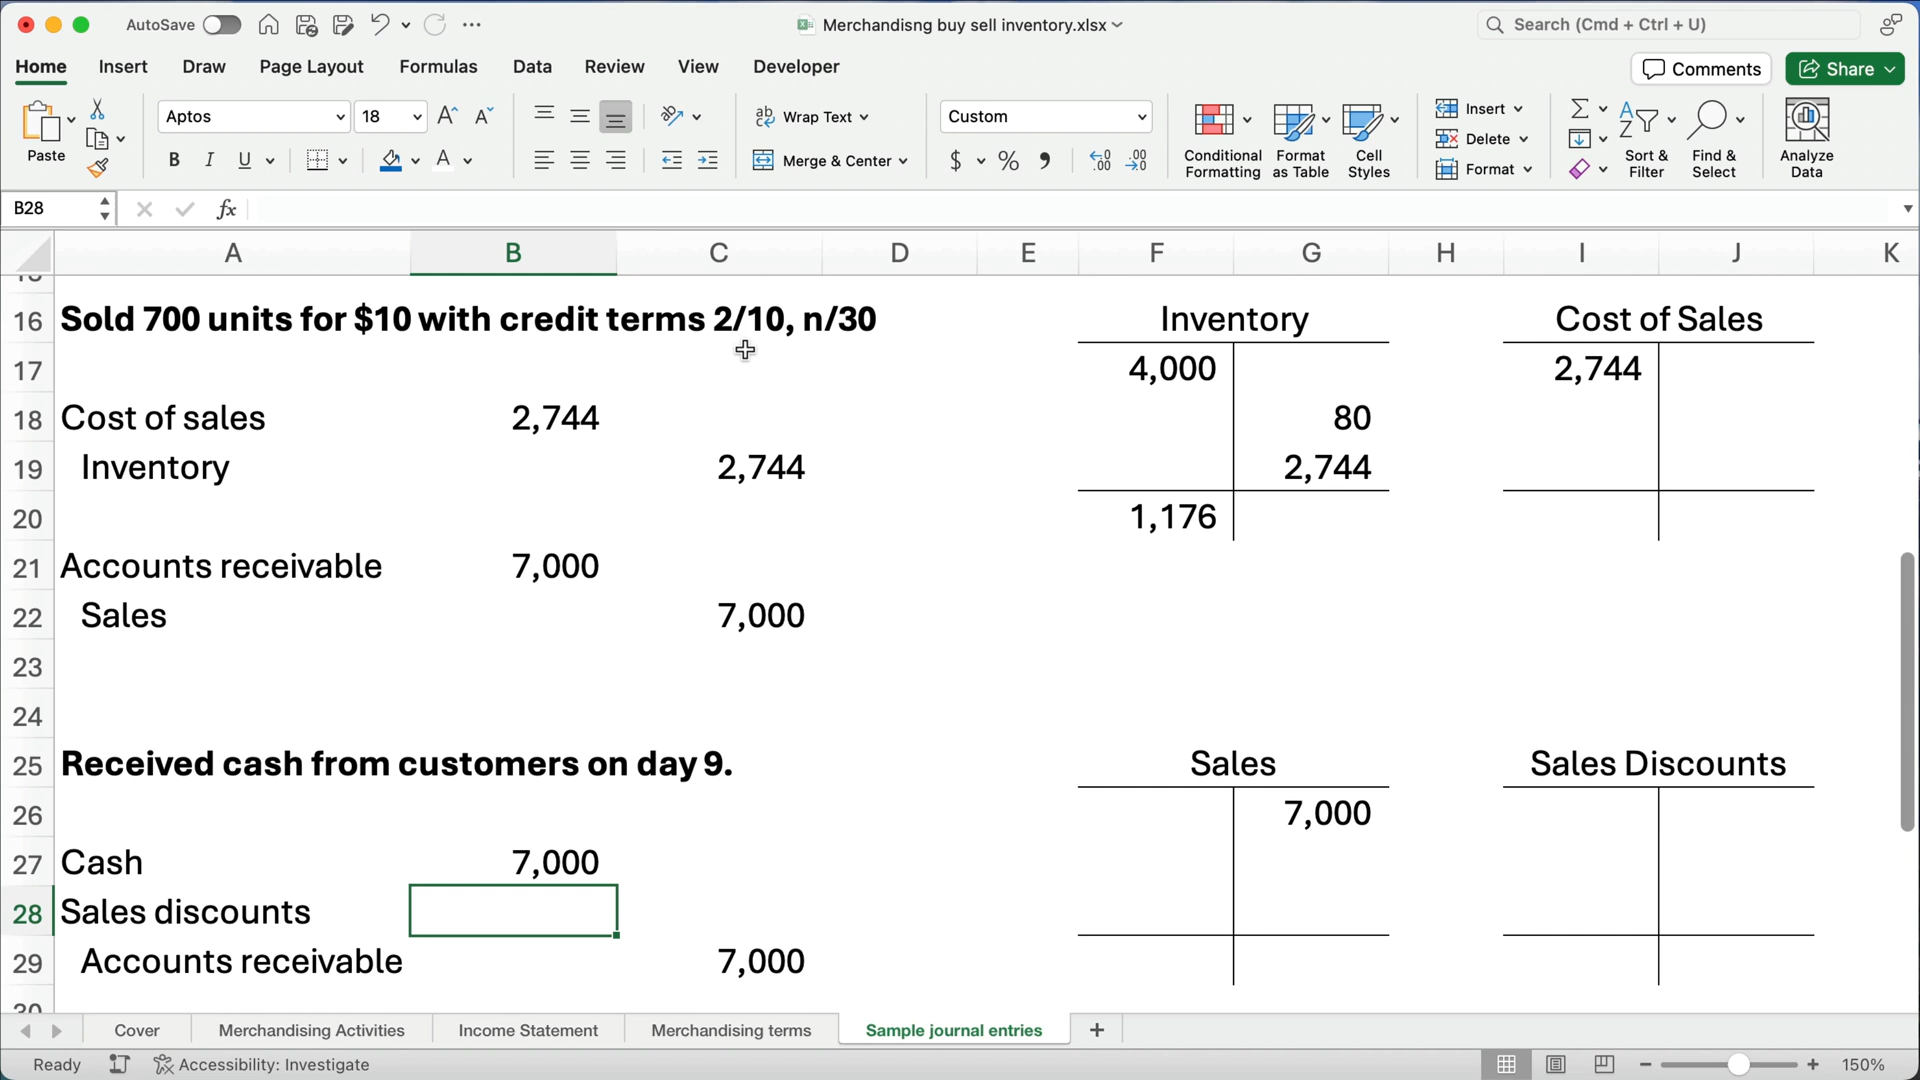 AutoSave
Merchandisng buy sell inventory.xlsx
Search (Cmd + Ctrl + U)
Home Insert Draw Page Layout Formulas Data Review View Developer
Comments Share
Paste
Aptos 18
B I U A
Wrap Text
Merge & Center
Custom
$ %
Conditional Formatting
Format as Table
Cell Styles
Insert
Delete
Format
Sort & Filter
Find & Select
Analyze Data
B28 fx
A B C D E F G H I J K
16 Sold 700 units for $10 with credit terms 2/10, n/30 Inventory Cost of Sales
17 4,000 2,744
18 Cost of sales 2,744 80
19 Inventory 2,744 2,744
20 1,176
21 Accounts receivable 7,000
22 Sales 7,000
23
24
25 Received cash from customers on day 9. Sales Sales Discounts
26 7,000
27 Cash 7,000
28 Sales discounts
29 Accounts receivable 7,000
Cover Merchandising Activities Income Statement Merchandising terms Sample journal entries +
Ready Accessibility: Investigate 150%